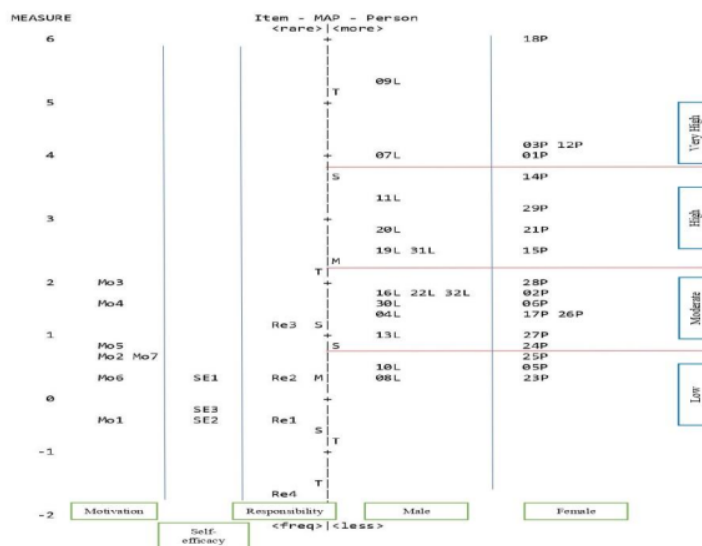 MEASURE Item - MAP - Person
<rare>|<more>
6 18P
09L
T
5
03P 12P
4 07L 01P
S 14P
11L
29P
3
20L 21P
19L 31L 15P
M
T
2 Mo3 28P
16L 22L 32L 02P
Mo4 30L 06P
04L 17P 26P
Re3 S
1 13L 27P
Mo5 S 24P
Mo2 Mo7 25P
10L 05P
Mo6 SE1 Re2 M 08L 23P
0
SE3
Mo1 SE2 Re1
S
T
-1
T
Re4
-2
<freq>|<less>
Motivation
Self-efficacy
Responsibility
Male
Female
Very High
High
Moderate
Low